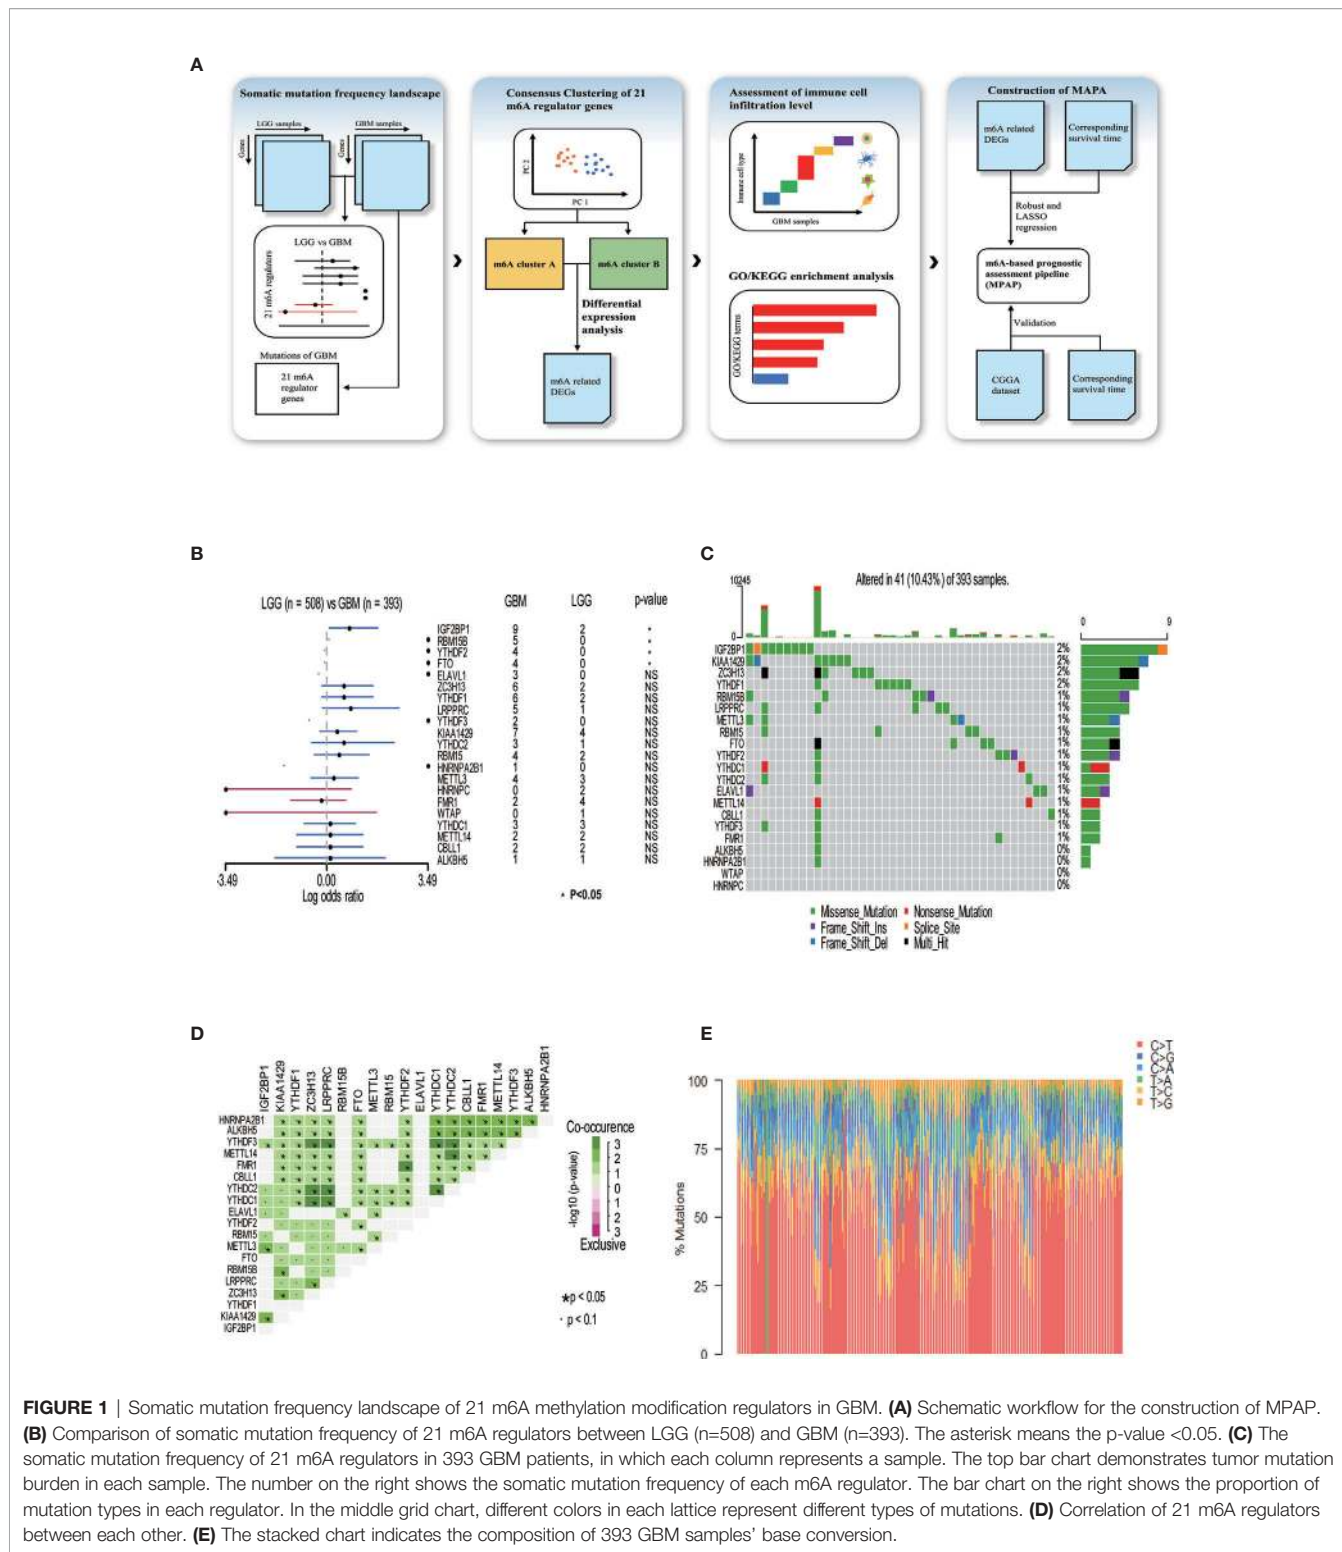 A
Somatic mutation frequency landscape
LGG samples
GBM samples
Genes
Genes
LGG vs GBM
21 m6A regulators
Mutations of GBM
21 m6A
regulator
genes
Consensus Clustering of 21
m6A regulator genes
PC 2
PC 1
m6A cluster A
m6A cluster B
Differential
expression
analysis
m6A related
DEGs
Assessment of immune cell
infiltration level
Immune cell type
GBM samples
GO/KEGG enrichment analysis
GO/KEGG terms
Construction of MAPA
m6A related
DEGs
Corresponding
survival time
Robust and
LASSO
regression
m6A-based prognostic
assessment pipeline
(MPAP)
Validation
CGGA
dataset
Corresponding
survival time
B
LGG (n = 508) vs GBM (n = 393) GBM LGG p-value
IGF2BP1 9 2 *
RBM15B 5 0 *
YTHDF2 4 0 *
FTO 4 0 *
ELAVL1 3 0 NS
ZC3H13 6 2 NS
YTHDF1 6 2 NS
LRPPRC 5 1 NS
YTHDF3 2 0 NS
KIAA1429 7 4 NS
YTHDC2 3 1 NS
RBM15 4 2 NS
HNRNPA2B1 1 0 NS
METTL3 4 3 NS
HNRNPC 0 2 NS
FMR1 2 4 NS
WTAP 0 1 NS
YTHDC1 3 3 NS
METTL14 2 2 NS
CBLL1 2 2 NS
ALKBH5 1 1 NS
-3.49 0.00 3.49
Log odds ratio
* P<0.05
C
Altered in 41 (10.43%) of 393 samples.
10245
0
0 9
IGF2BP1 2%
KIAA1429 2%
ZC3H13 2%
YTHDF1 2%
RBM15B 1%
LRPPRC 1%
METTL3 1%
RBM15 1%
FTO 1%
YTHDF2 1%
YTHDC1 1%
YTHDC2 1%
ELAVL1 1%
METTL14 1%
CBLL1 1%
YTHDF3 1%
FMR1 1%
ALKBH5 0%
HNRNPA2B1 0%
WTAP 0%
HNRNPC 0%
Missense_Mutation Nonsense_Mutation
Frame_Shift_Ins Splice_Site
Frame_Shift_Del Multi_Hit
D
IGF2BP1
KIAA1429
YTHDF1
ZC3H13
LRPPRC
RBM15B
FTO
METTL3
RBM15
YTHDF2
ELAVL1
YTHDC1
YTHDC2
CBLL1
FMR1
METTL14
YTHDF3
ALKBH5
HNRNPA2B1
HNRNPA2B1
ALKBH5
YTHDF3
METTL14
FMR1
CBLL1
YTHDC2
YTHDC1
ELAVL1
YTHDF2
RBM15
METTL3
FTO
RBM15B
LRPPRC
ZC3H13
YTHDF1
KIAA1429
IGF2BP1
Co-occurence
-log10 (p-value)
3
2
1
0
1
2
3
Exclusive
*p < 0.05
· p < 0.1
E
C>T
C>G
C>A
T>A
T>C
T>G
% Mutations
100
75
50
25
0
FIGURE 1 | Somatic mutation frequency landscape of 21 m6A methylation modification regulators in GBM. (A) Schematic workflow for the construction of MPAP.
(B) Comparison of somatic mutation frequency of 21 m6A regulators between LGG (n=508) and GBM (n=393). The asterisk means the p-value <0.05. (C) The
somatic mutation frequency of 21 m6A regulators in 393 GBM patients, in which each column represents a sample. The top bar chart demonstrates tumor mutation
burden in each sample. The number on the right shows the somatic mutation frequency of each m6A regulator. The bar chart on the right shows the proportion of
mutation types in each regulator. In the middle grid chart, different colors in each lattice represent different types of mutations. (D) Correlation of 21 m6A regulators
between each other. (E) The stacked chart indicates the composition of 393 GBM samples' base conversion.